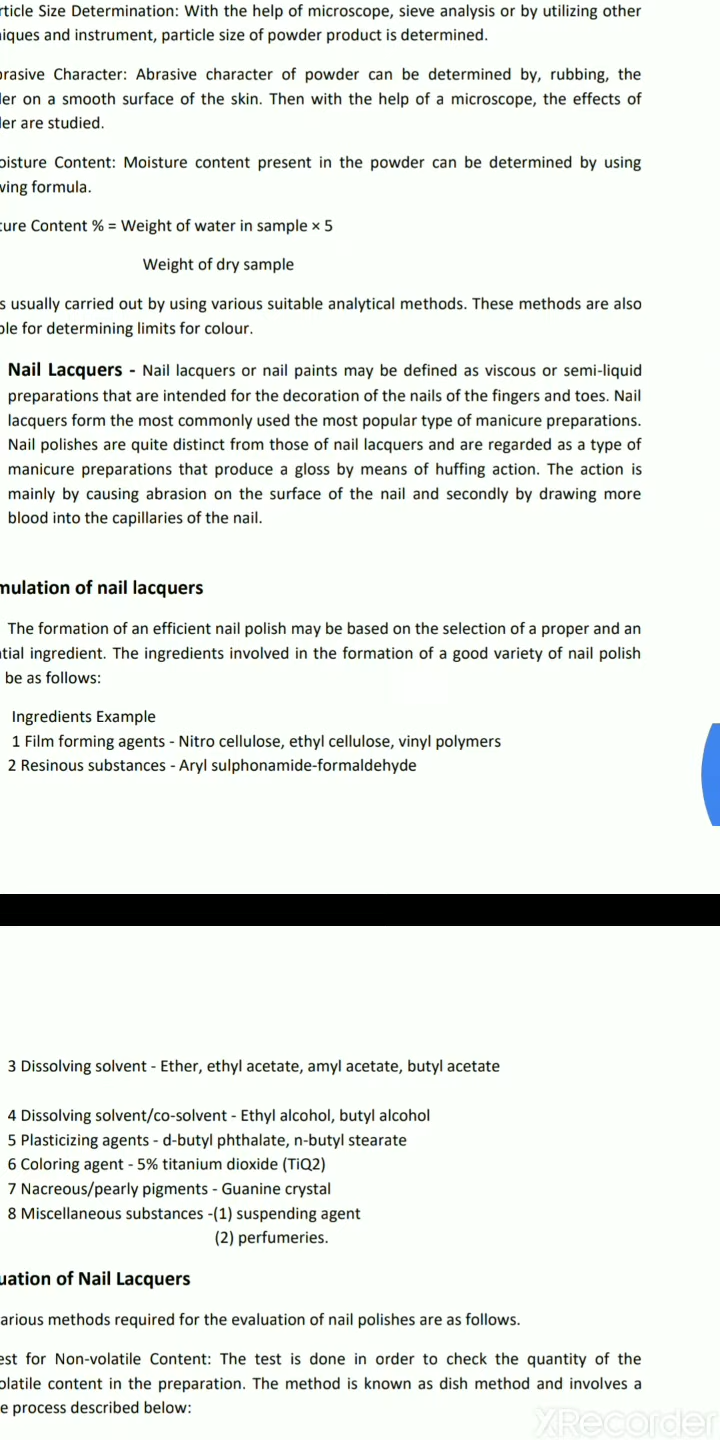 rticle Size Determination: With the help of microscope, sieve analysis or by utilizing other
iques and instrument, particle size of powder product is determined.
rasive Character: Abrasive character of powder can be determined by, rubbing, the
er on a smooth surface of the skin. Then with the help of a microscope, the effects of
er are studied.
oisture Content: Moisture content present in the powder can be determined by using
ving formula.
ture Content % = Weight of water in sample × 5
Weight of dry sample
s usually carried out by using various suitable analytical methods. These methods are also
ble for determining limits for colour.
Nail Lacquers - Nail lacquers or nail paints may be defined as viscous or semi-liquid
preparations that are intended for the decoration of the nails of the fingers and toes. Nail
lacquers form the most commonly used the most popular type of manicure preparations.
Nail polishes are quite distinct from those of nail lacquers and are regarded as a type of
manicure preparations that produce a gloss by means of huffing action. The action is
mainly by causing abrasion on the surface of the nail and secondly by drawing more
blood into the capillaries of the nail.
mulation of nail lacquers
The formation of an efficient nail polish may be based on the selection of a proper and an
ntial ingredient. The ingredients involved in the formation of a good variety of nail polish
be as follows:
Ingredients Example
1 Film forming agents - Nitro cellulose, ethyl cellulose, vinyl polymers
2 Resinous substances - Aryl sulphonamide-formaldehyde
3 Dissolving solvent - Ether, ethyl acetate, amyl acetate, butyl acetate
4 Dissolving solvent/co-solvent - Ethyl alcohol, butyl alcohol
5 Plasticizing agents - d-butyl phthalate, n-butyl stearate
6 Coloring agent - 5% titanium dioxide (TiQ2)
7 Nacreous/pearly pigments - Guanine crystal
8 Miscellaneous substances -(1) suspending agent
(2) perfumeries.
uation of Nail Lacquers
arious methods required for the evaluation of nail polishes are as follows.
est for Non-volatile Content: The test is done in order to check the quantity of the
olatile content in the preparation. The method is known as dish method and involves a
e process described below:
XRecorder